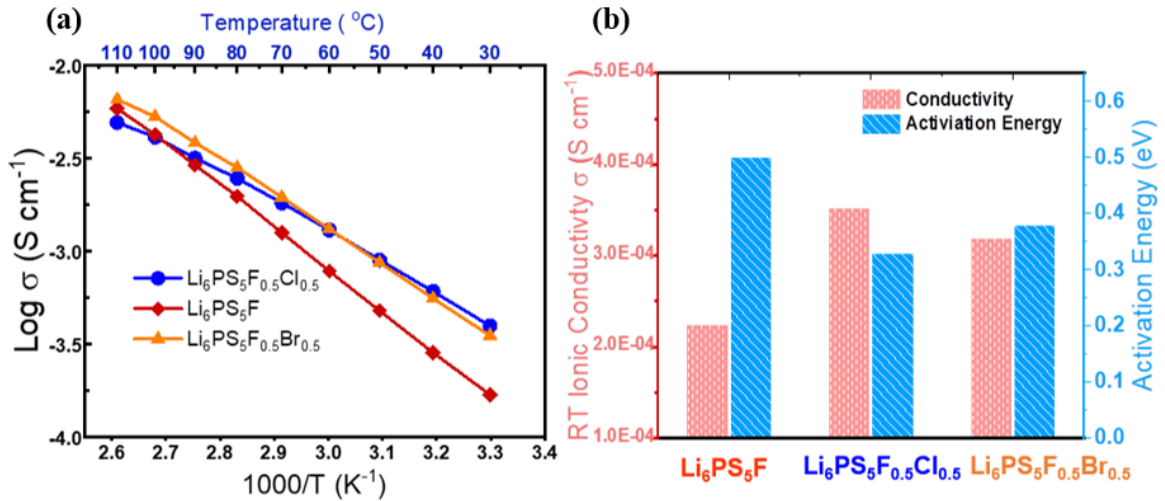 (a)
Temperature ( °C)
110 100 90 80 70 60 50 40 30
Log σ (S cm⁻¹)
-2.0
-2.5
-3.0
-3.5
-4.0
Li₆PS₅F₀.₅Cl₀.₅
Li₆PS₅F
Li₆PS₅F₀.₅Br₀.₅
2.6 2.7 2.8 2.9 3.0 3.1 3.2 3.3 3.4
1000/T (K⁻¹)
(b)
RT Ionic Conductivty σ (S cm⁻¹)
5.0E-04
4.0E-04
3.0E-04
2.0E-04
1.0E-04
Conductivity
Activiation Energy
0.6
0.5
0.4
0.3
0.2
0.1
0.0
Activation Energy (eV)
Li₆PS₅F Li₆PS₅F₀.₅Cl₀.₅ Li₆PS₅F₀.₅Br₀.₅